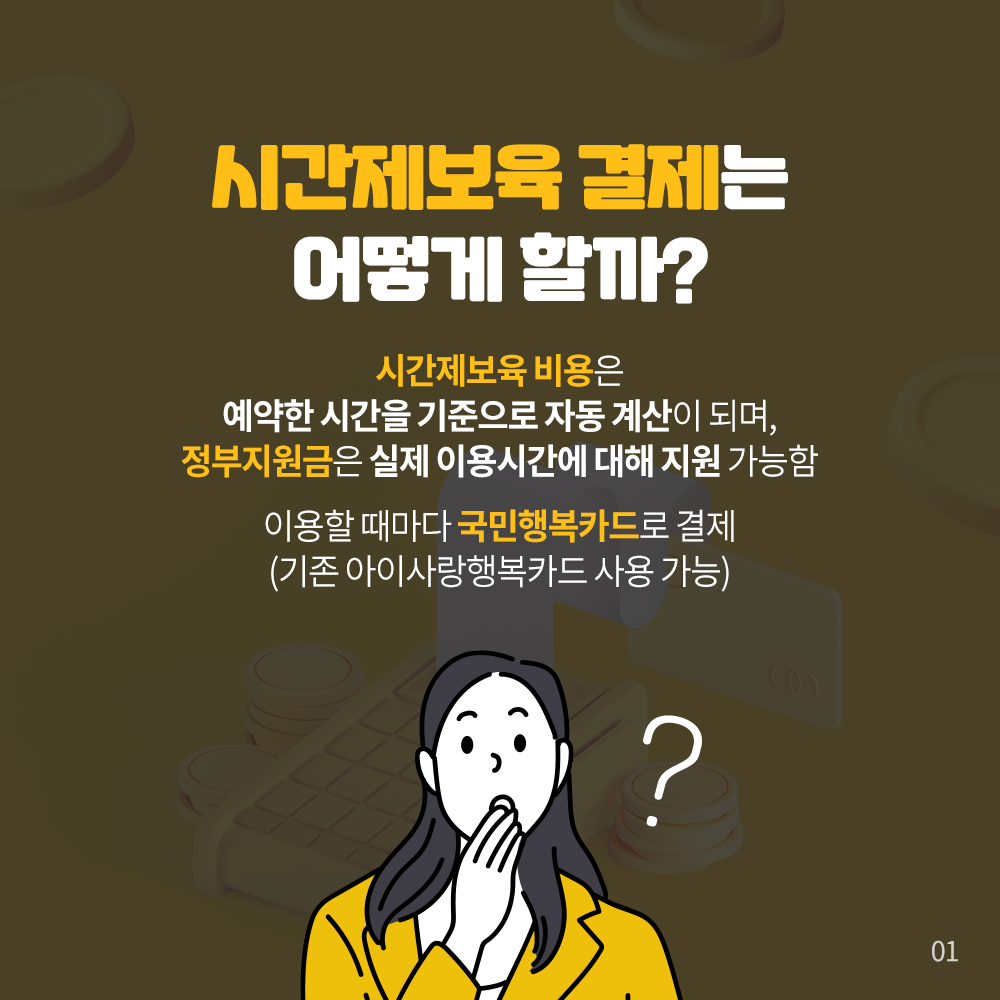 시간제보육 결제는
어떻게 할까?
시간제보육 비용은
예약한 시간을 기준으로 자동 계산이 되며,
정부지원금은 실제 이용시간에 대해 지원 가능함
이용할 때마다 국민행복카드로 결제
(기존 아이사랑행복카드 사용 가능)
?
01